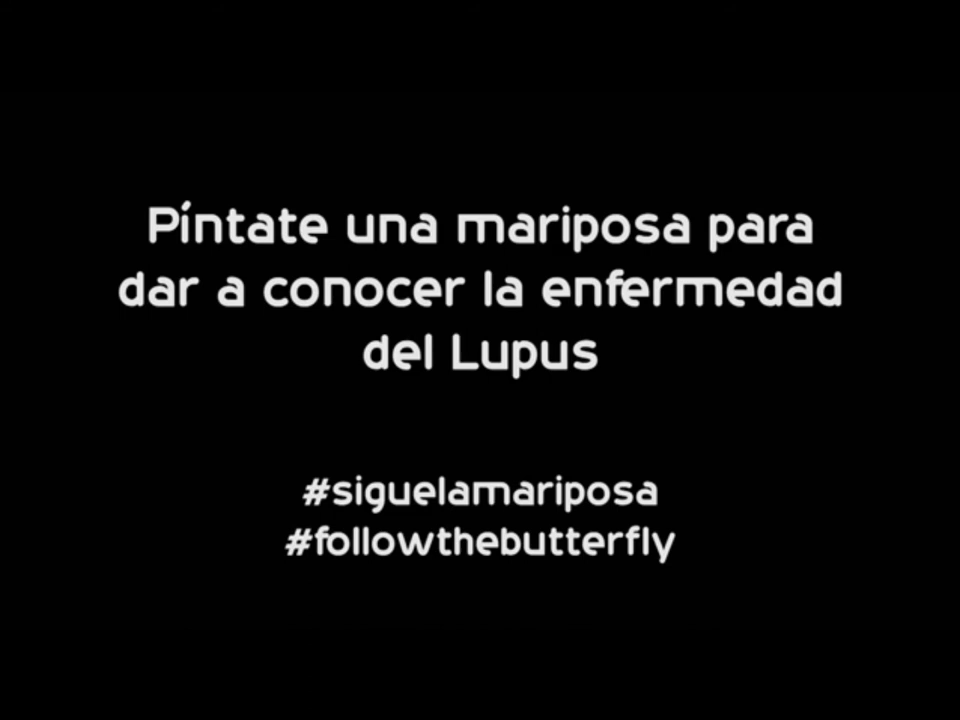 Píntate una mariposa para
dar a conocer la enfermedad
del Lupus
#siguelamariposa
#followthebutterfly